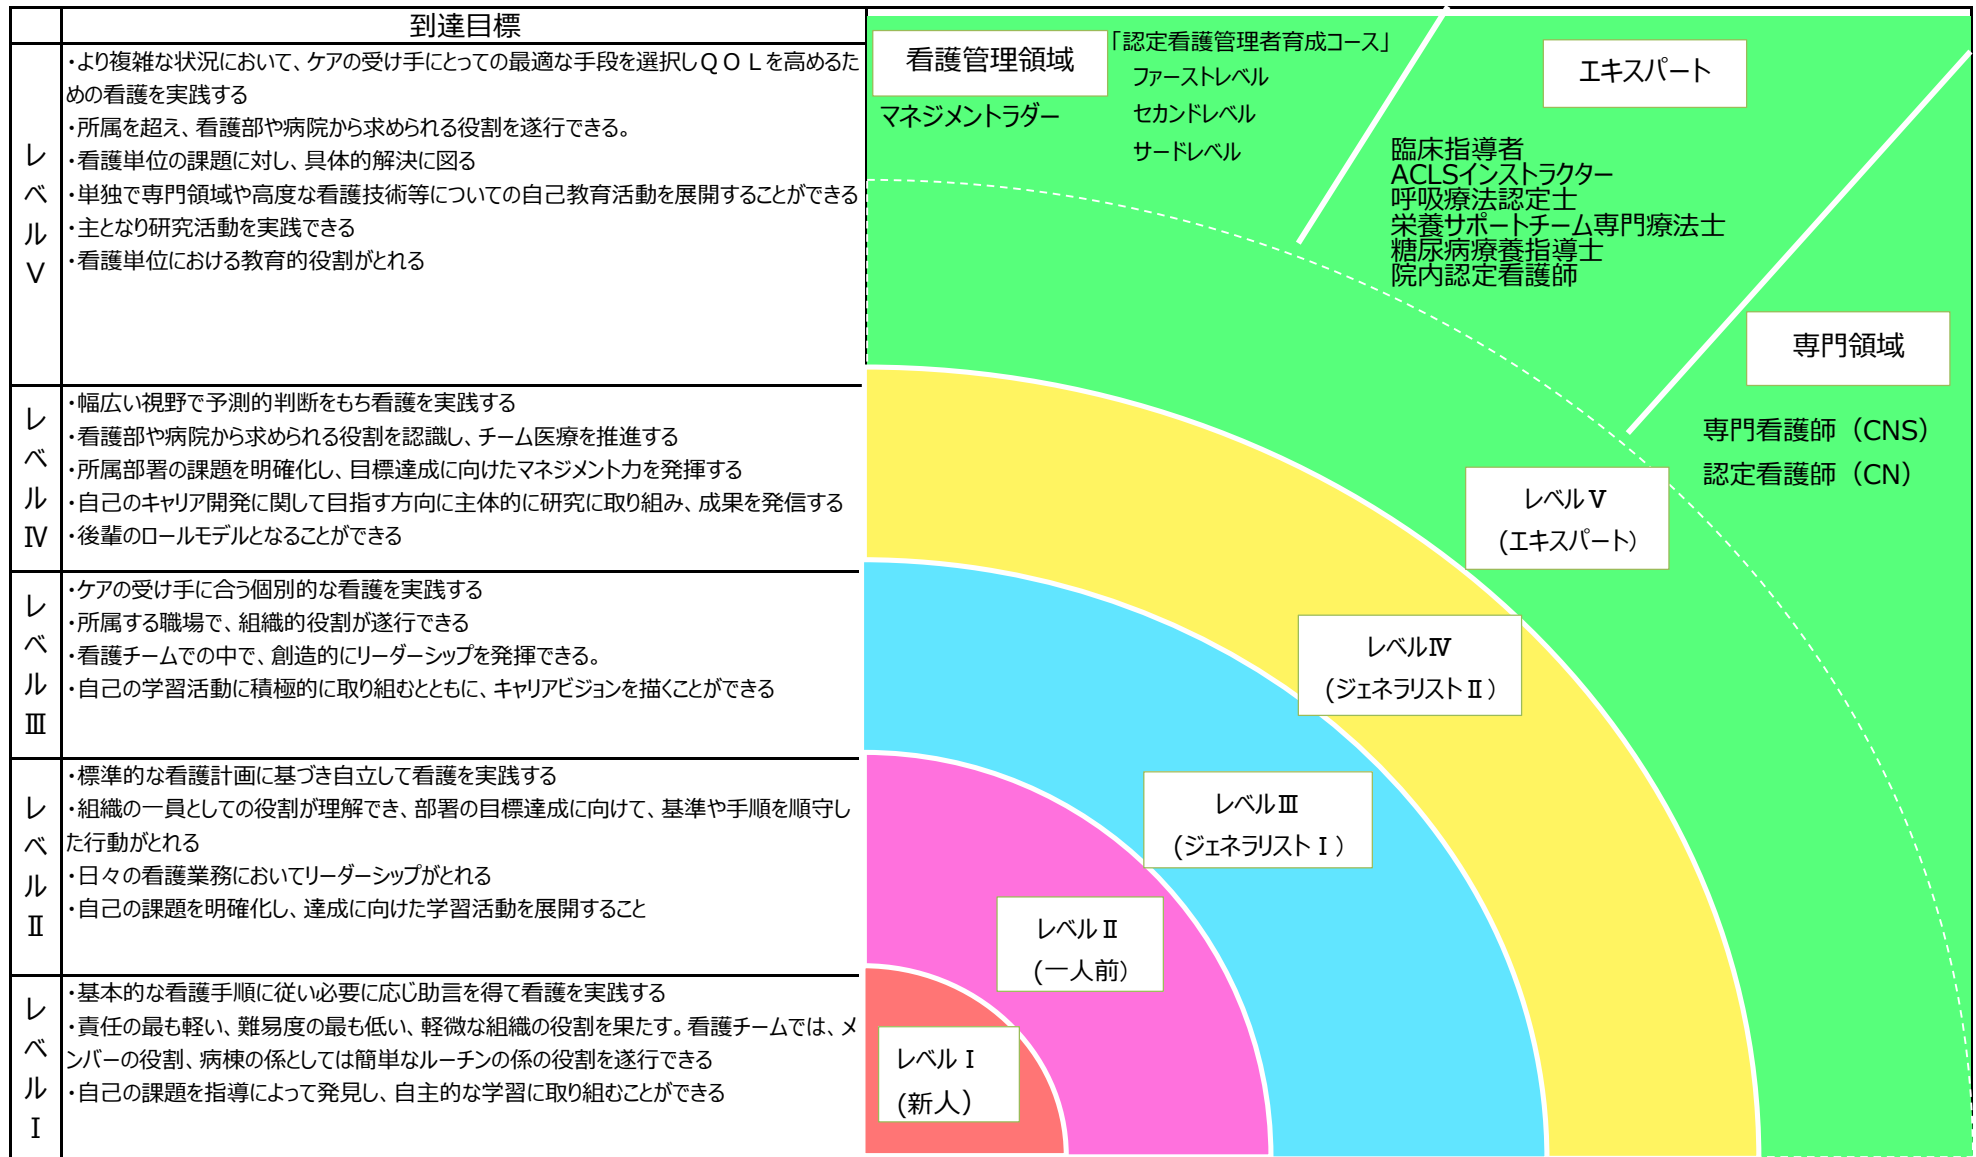 到達目標
レベルⅤ
・より複雑な状況において、ケアの受け手にとっての最適な手段を選択しＱＯＬを高めるた
めの看護を実践する
・所属を超え、看護部や病院から求められる役割を遂行できる。
・看護単位の課題に対し、具体的解決に図る
・単独で専門領域や高度な看護技術等についての自己教育活動を展開することができる
・主となり研究活動を実践できる
・看護単位における教育的役割がとれる
レベルⅣ
・幅広い視野で予測的判断をもち看護を実践する
・看護部や病院から求められる役割を認識し、チーム医療を推進する
・所属部署の課題を明確化し、目標達成に向けたマネジメント力を発揮する
・自己のキャリア開発に関して目指す方向に主体的に研究に取り組み、成果を発信する
・後輩のロールモデルとなることができる
レベルⅢ
・ケアの受け手に合う個別的な看護を実践する
・所属する職場で、組織的役割が遂行できる
・看護チームでの中で、創造的にリーダーシップを発揮できる。
・自己の学習活動に積極的に取り組むとともに、キャリアビジョンを描くことができる
レベルⅡ
・標準的な看護計画に基づき自立して看護を実践する
・組織の一員としての役割が理解でき、部署の目標達成に向けて、基準や手順を順守し
た行動がとれる
・日々の看護業務においてリーダーシップがとれる
・自己の課題を明確化し、達成に向けた学習活動を展開すること
レベルⅠ
・基本的な看護手順に従い必要に応じ助言を得て看護を実践する
・責任の最も軽い、難易度の最も低い、軽微な組織の役割を果たす。看護チームでは、メ
ンバーの役割、病棟の係としては簡単なルーチンの係の役割を遂行できる
・自己の課題を指導によって発見し、自主的な学習に取り組むことができる
看護管理領域
マネジメントラダー
「認定看護管理者育成コース」
ファーストレベル
セカンドレベル
サードレベル
エキスパート
臨床指導者
ACLSインストラクター
呼吸療法認定士
栄養サポートチーム専門療法士
糖尿病療養指導士
院内認定看護師
専門領域
専門看護師（CNS）
認定看護師（CN）
レベルⅤ
(エキスパート)
レベルⅣ
(ジェネラリストⅡ)
レベルⅢ
(ジェネラリストⅠ)
レベルⅡ
(一人前)
レベルⅠ
(新人)